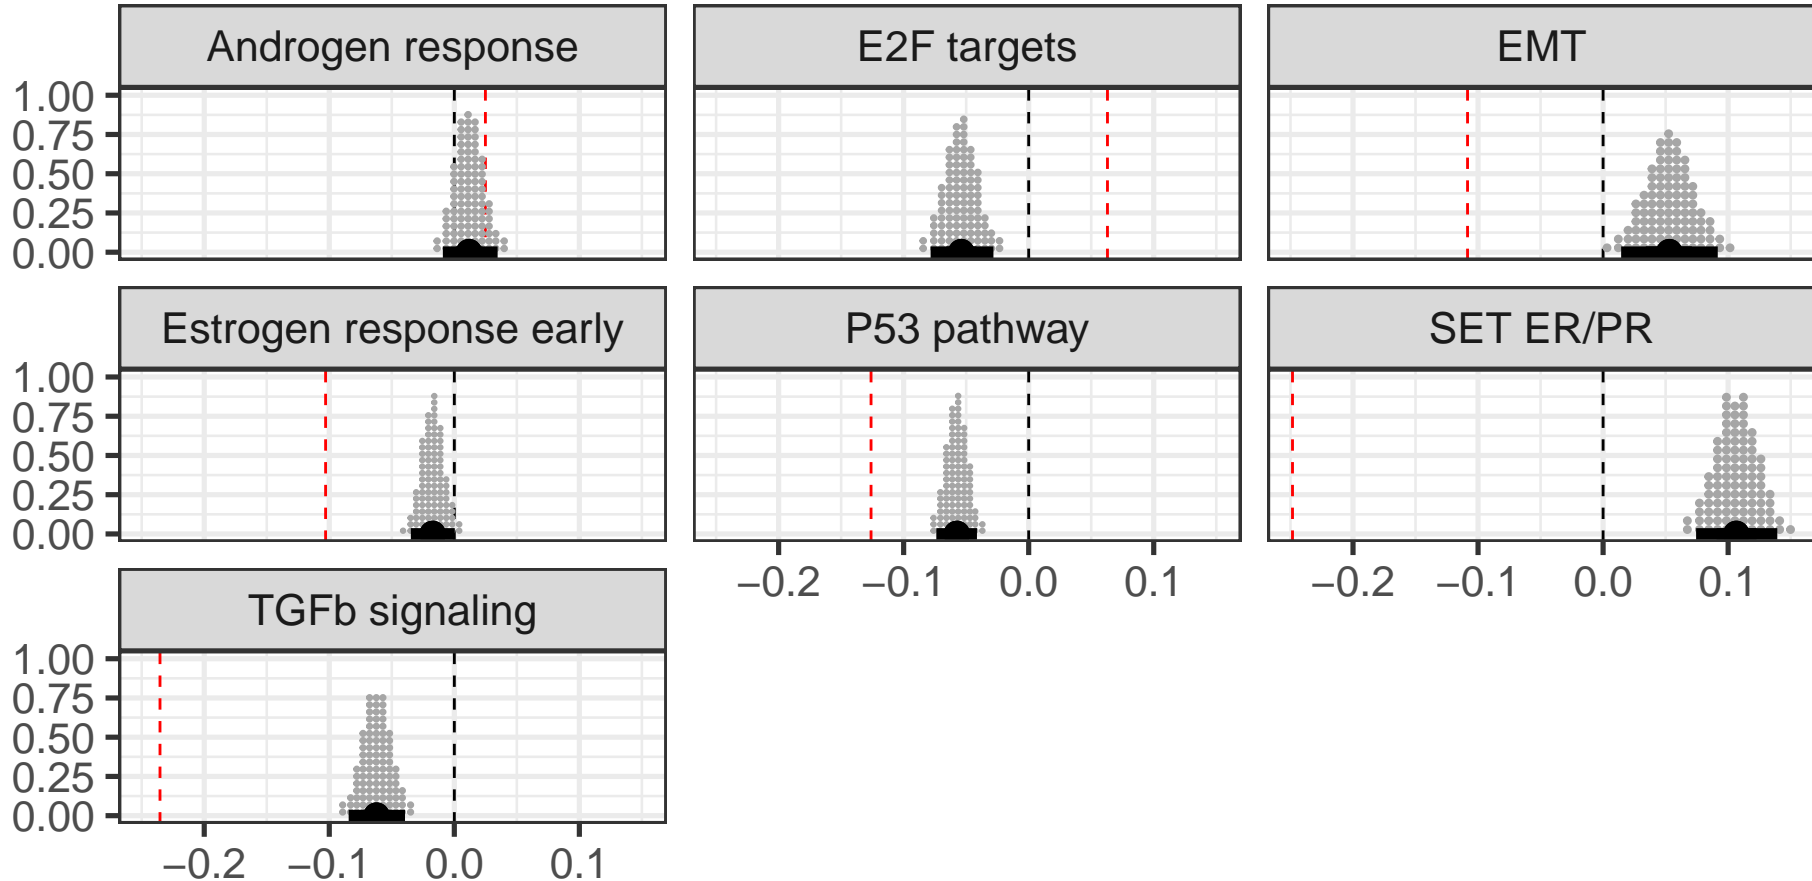 Androgen response
E2F targets
EMT
1.00
0.75
0.50
0.25
0.00
Estrogen response early
P53 pathway
SET ER/PR
1.00
0.75
0.50
0.25
0.00
−0.2 −0.1 0.0 0.1
−0.2 −0.1 0.0 0.1
TGFb signaling
1.00
0.75
0.50
0.25
0.00
−0.2 −0.1 0.0 0.1